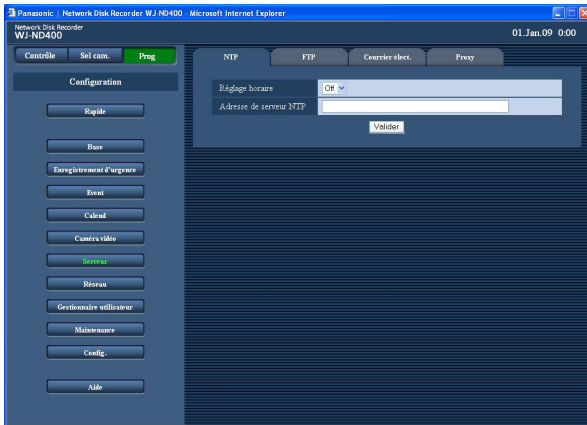 Panasonic | Network Disk Recorder WJ-ND400 - Microsoft Internet Explorer
Network Disk Recorder
WJ-ND400
01.Jan.09 0:00
Contrôle Sel cam. Prog
NTP FTP Courrier élect. Proxy
Configuration
Réglage horaire Off
Adresse de serveur NTP
Valider
Rapide
Base
Enregistrement d'urgence
Event
Calend
Caméra vidéo
Serveur
Réseau
Gestionnaire utilisateur
Maintenance
Config.
Aide